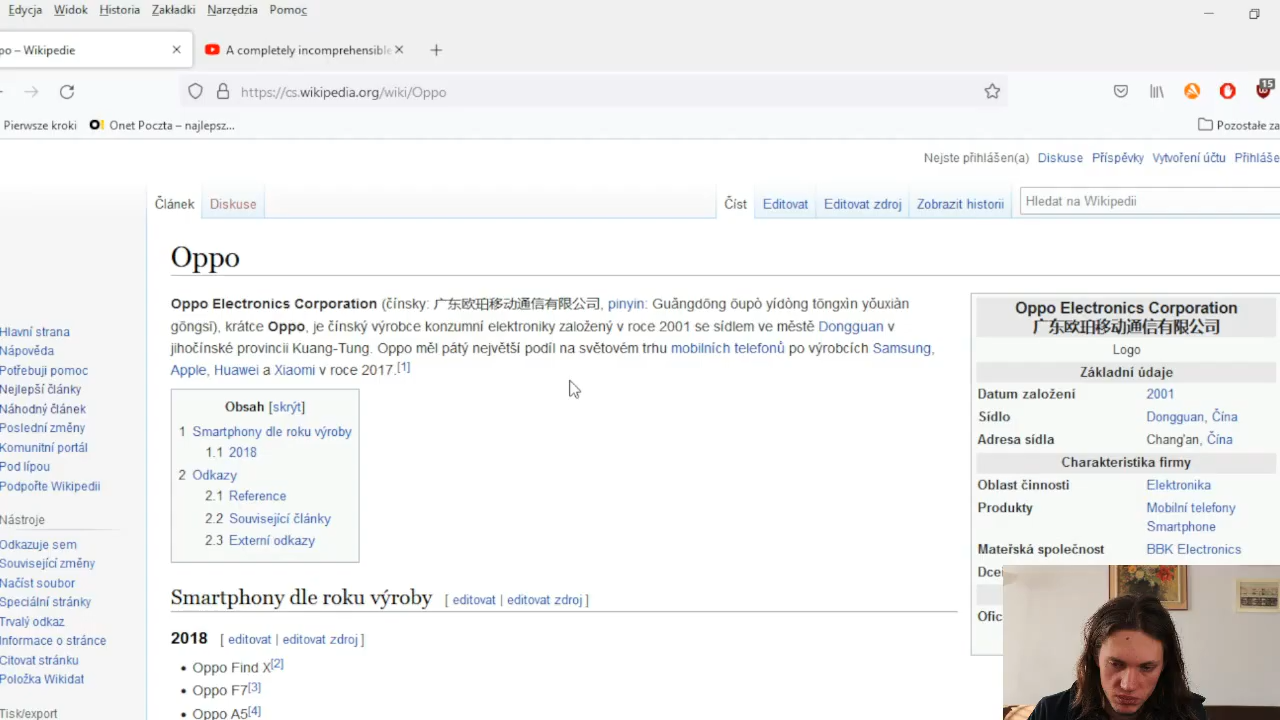 Edycja Widok Historia Zakładki Narzędzia Pomoc
po – Wikipedie
A completely incomprehensible
https://cs.wikipedia.org/wiki/Oppo
15
Pierwsze kroki Onet Poczta – najlepsz... Pozostałe za
Nejste přihlášen(a) Diskuse Příspěvky Vytvoření účtu Přihláše
Článek Diskuse Číst Editovat Editovat zdroj Zobrazit historii Hledat na Wikipedii
Oppo
Oppo Electronics Corporation (čínsky: 广东欧珀移动通信有限公司, pinyin: Guǎngdōng ōupò yídòng tōngxìn yǒuxiàn
gōngsī), krátce Oppo, je čínský výrobce konzumní elektroniky založený v roce 2001 se sídlem ve městě Dongguan v
jihočínské provincii Kuang-Tung. Oppo měl pátý největší podíl na světovém trhu mobilních telefonů po výrobcích Samsung,
Apple, Huawei a Xiaomi v roce 2017.[1]
Obsah [skrýt]
1 Smartphony dle roku výroby
1.1 2018
2 Odkazy
2.1 Reference
2.2 Související články
2.3 Externí odkazy
Smartphony dle roku výroby [ editovat | editovat zdroj ]
2018 [ editovat | editovat zdroj ]
• Oppo Find X[2]
• Oppo F7[3]
• Oppo A5[4]
Oppo Electronics Corporation
广东欧珀移动通信有限公司
Logo
Základní údaje
Datum založení 2001
Sídlo Dongguan, Čína
Adresa sídla Chang'an, Čína
Charakteristika firmy
Oblast činnosti Elektronika
Produkty Mobilní telefony
Smartphone
Mateřská společnost BBK Electronics
Dce
Ofic
Hlavní strana
Nápověda
Potřebuji pomoc
Nejlepší články
Náhodný článek
Poslední změny
Komunitní portál
Pod lípou
Podpořte Wikipedii
Nástroje
Odkazuje sem
Související změny
Načíst soubor
Speciální stránky
Trvalý odkaz
Informace o stránce
Citovat stránku
Položka Wikidat
Tisk/export